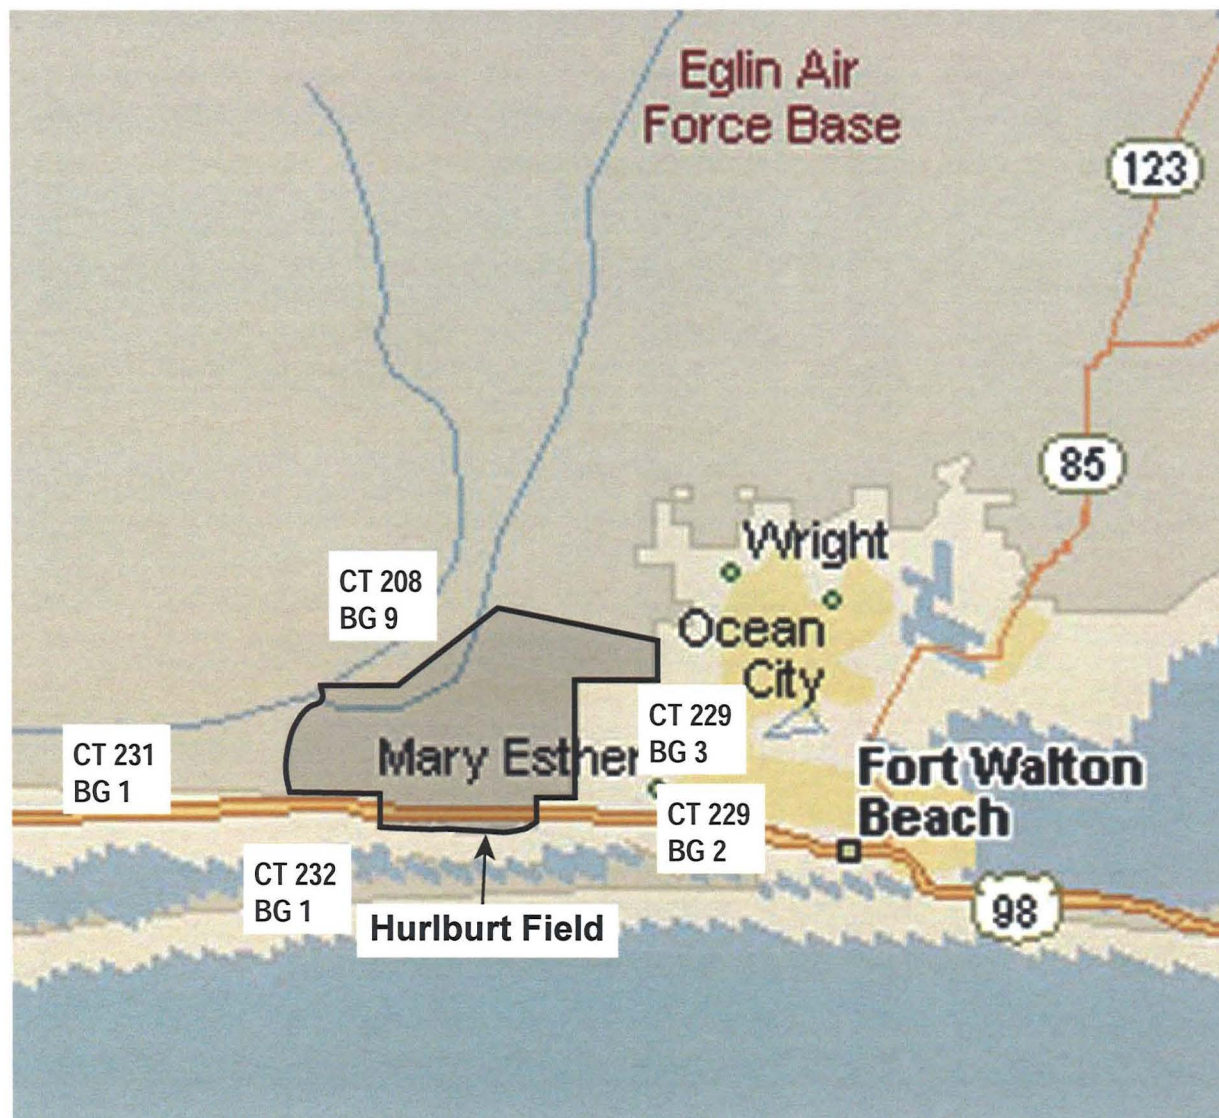 Eglin Air
Force Base
123
85
Wright
CT 208
BG 9
Ocean
City
CT 229
BG 3
CT 231
BG 1
Mary Esther
Fort Walton
Beach
CT 229
BG 2
CT 232
BG 1
98
Hurlburt Field